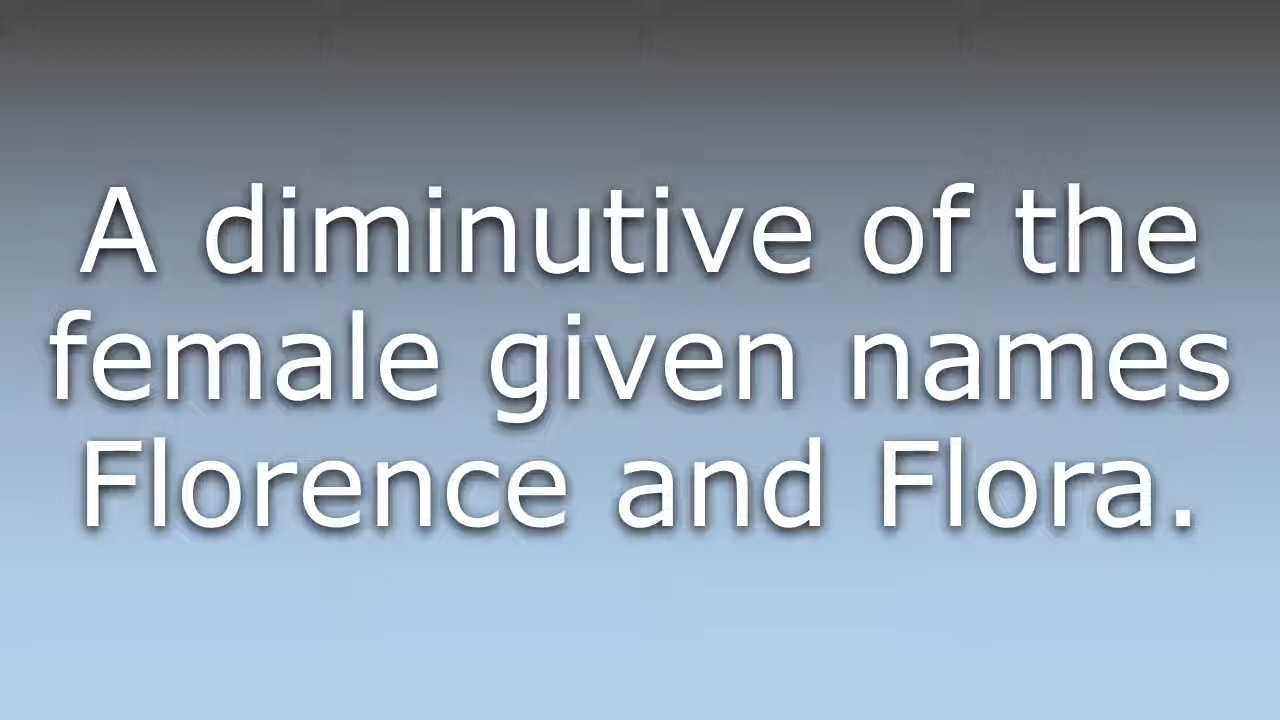 A diminutive of the
female given names
Florence and Flora.